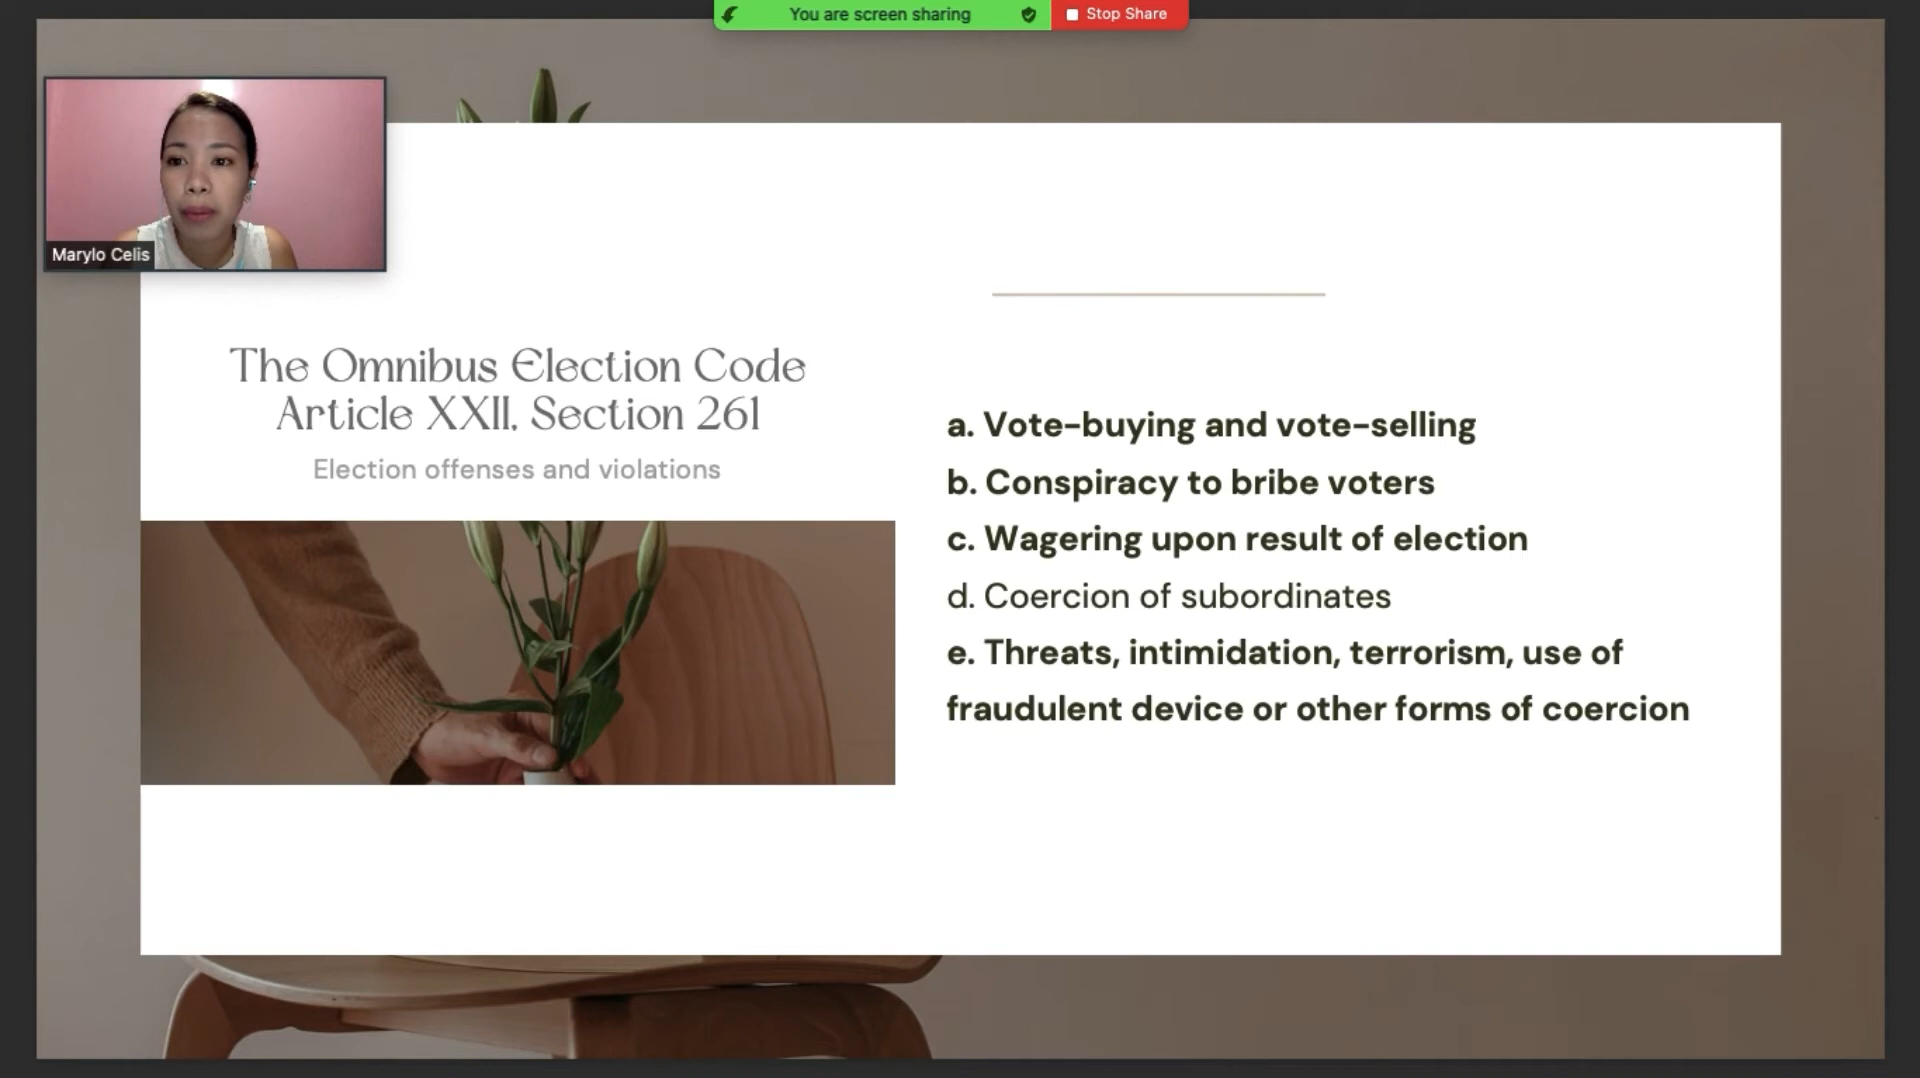 You are screen sharing
Stop Share
Marylo Celis
The Omnibus Election Code
Article XXII, Section 261
Election offenses and violations
a. Vote-buying and vote-selling
b. Conspiracy to bribe voters
c. Wagering upon result of election
d. Coercion of subordinates
e. Threats, intimidation, terrorism, use of
fraudulent device or other forms of coercion